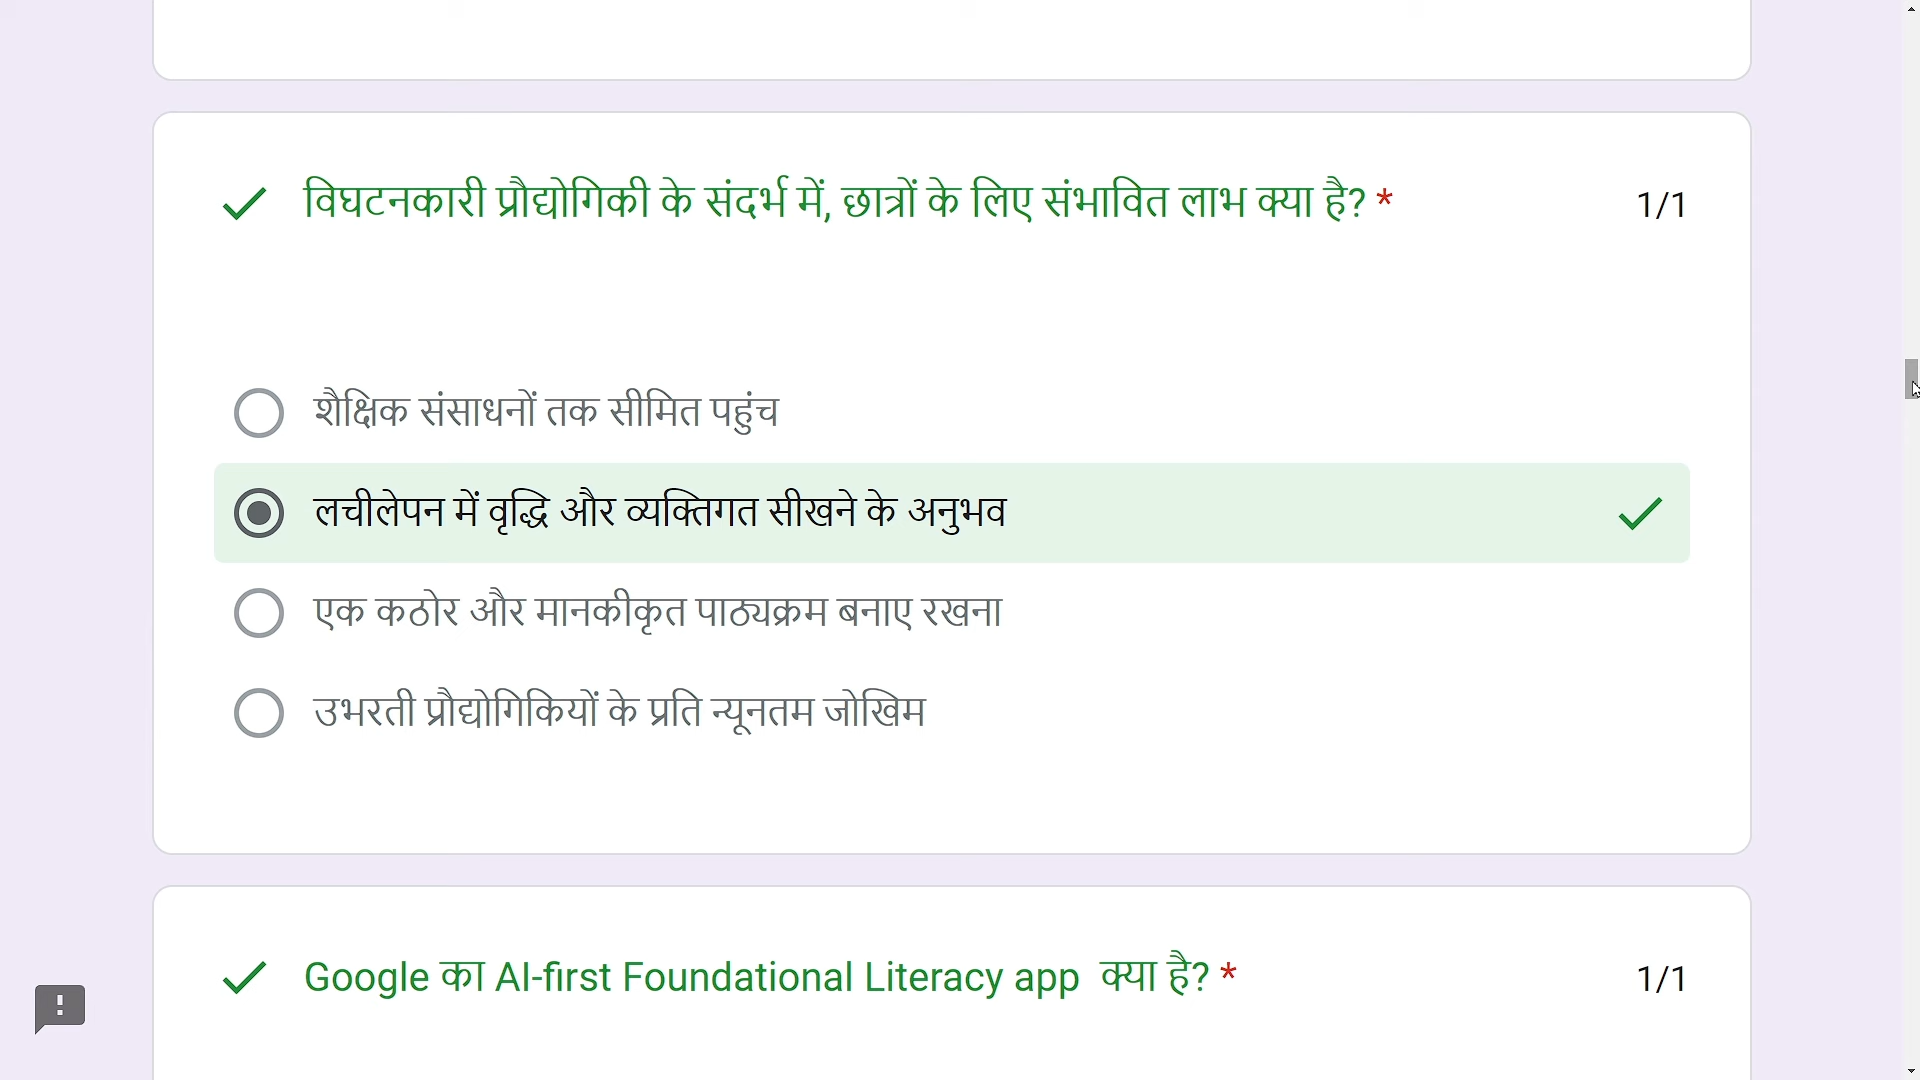 विघटनकारी प्रौद्योगिकी के संदर्भ में, छात्रों के लिए संभावित लाभ क्या है? *
1/1
शैक्षिक संसाधनों तक सीमित पहुंच
लचीलेपन में वृद्धि और व्यक्तिगत सीखने के अनुभव
एक कठोर और मानकीकृत पाठ्यक्रम बनाए रखना
उभरती प्रौद्योगिकियों के प्रति न्यूनतम जोखिम
Google का AI-first Foundational Literacy app क्या है? *
1/1